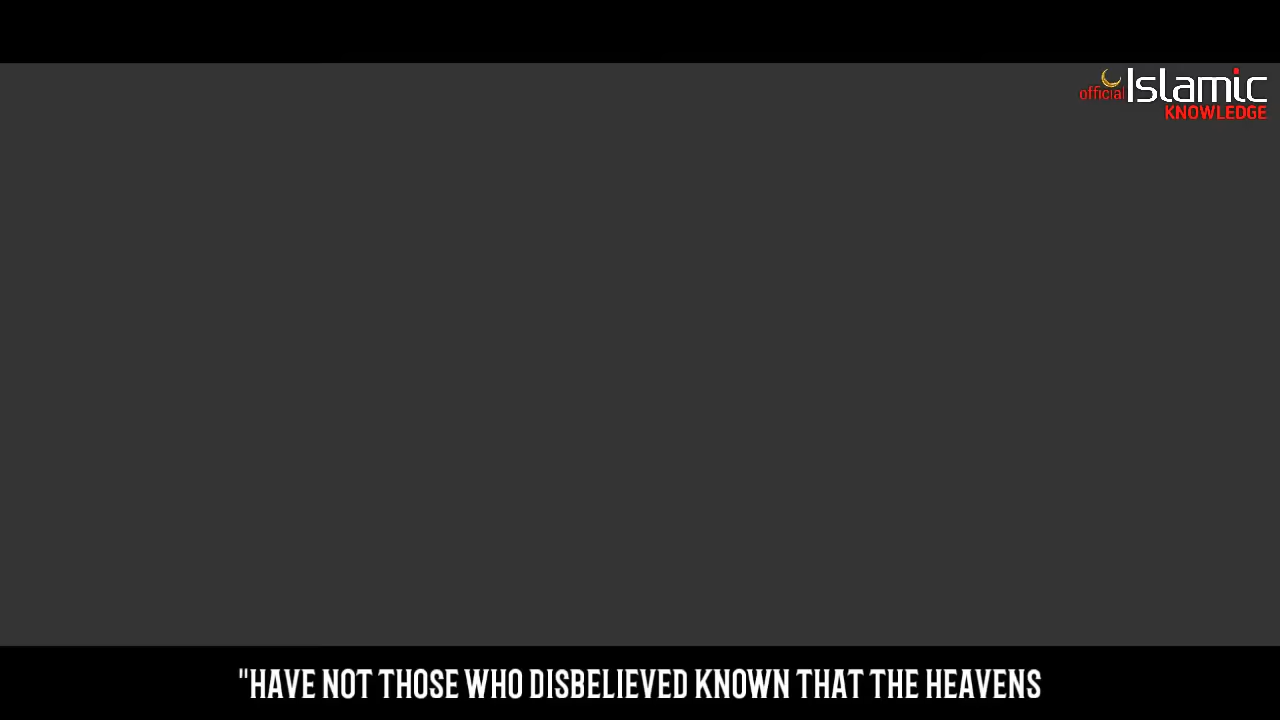 official Islamic
KNOWLEDGE
"HAVE NOT THOSE WHO DISBELIEVED KNOWN THAT THE HEAVENS